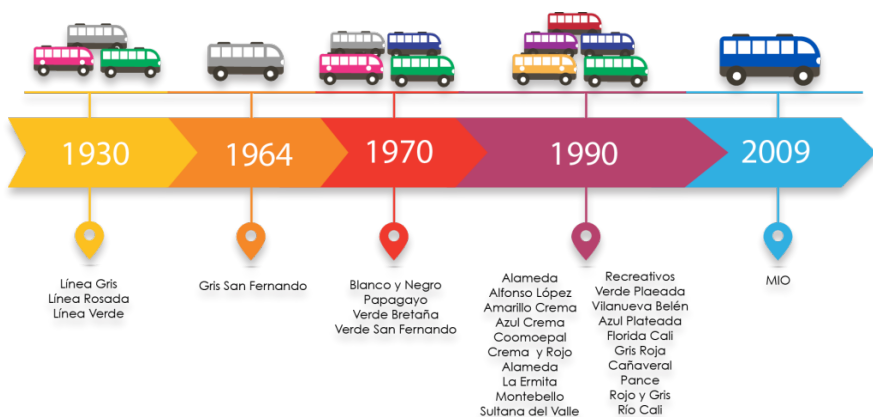 1930
1964
1970
1990
2009
Línea Gris
Línea Rosada
Línea Verde
Gris San Fernando
Blanco y Negro
Papagayo
Verde Bretaña
Verde San Fernando
Alameda
Alfonso López
Amarillo Crema
Azul Crema
Coomoepal
Crema y Rojo
Alameda
La Ermita
Montebello
Sultana del Valle
Recreativos
Verde Plaeada
Vilanueva Belén
Azul Plateada
Florida Cali
Gris Roja
Cañaveral
Pance
Rojo y Gris
Río Cali
MIO